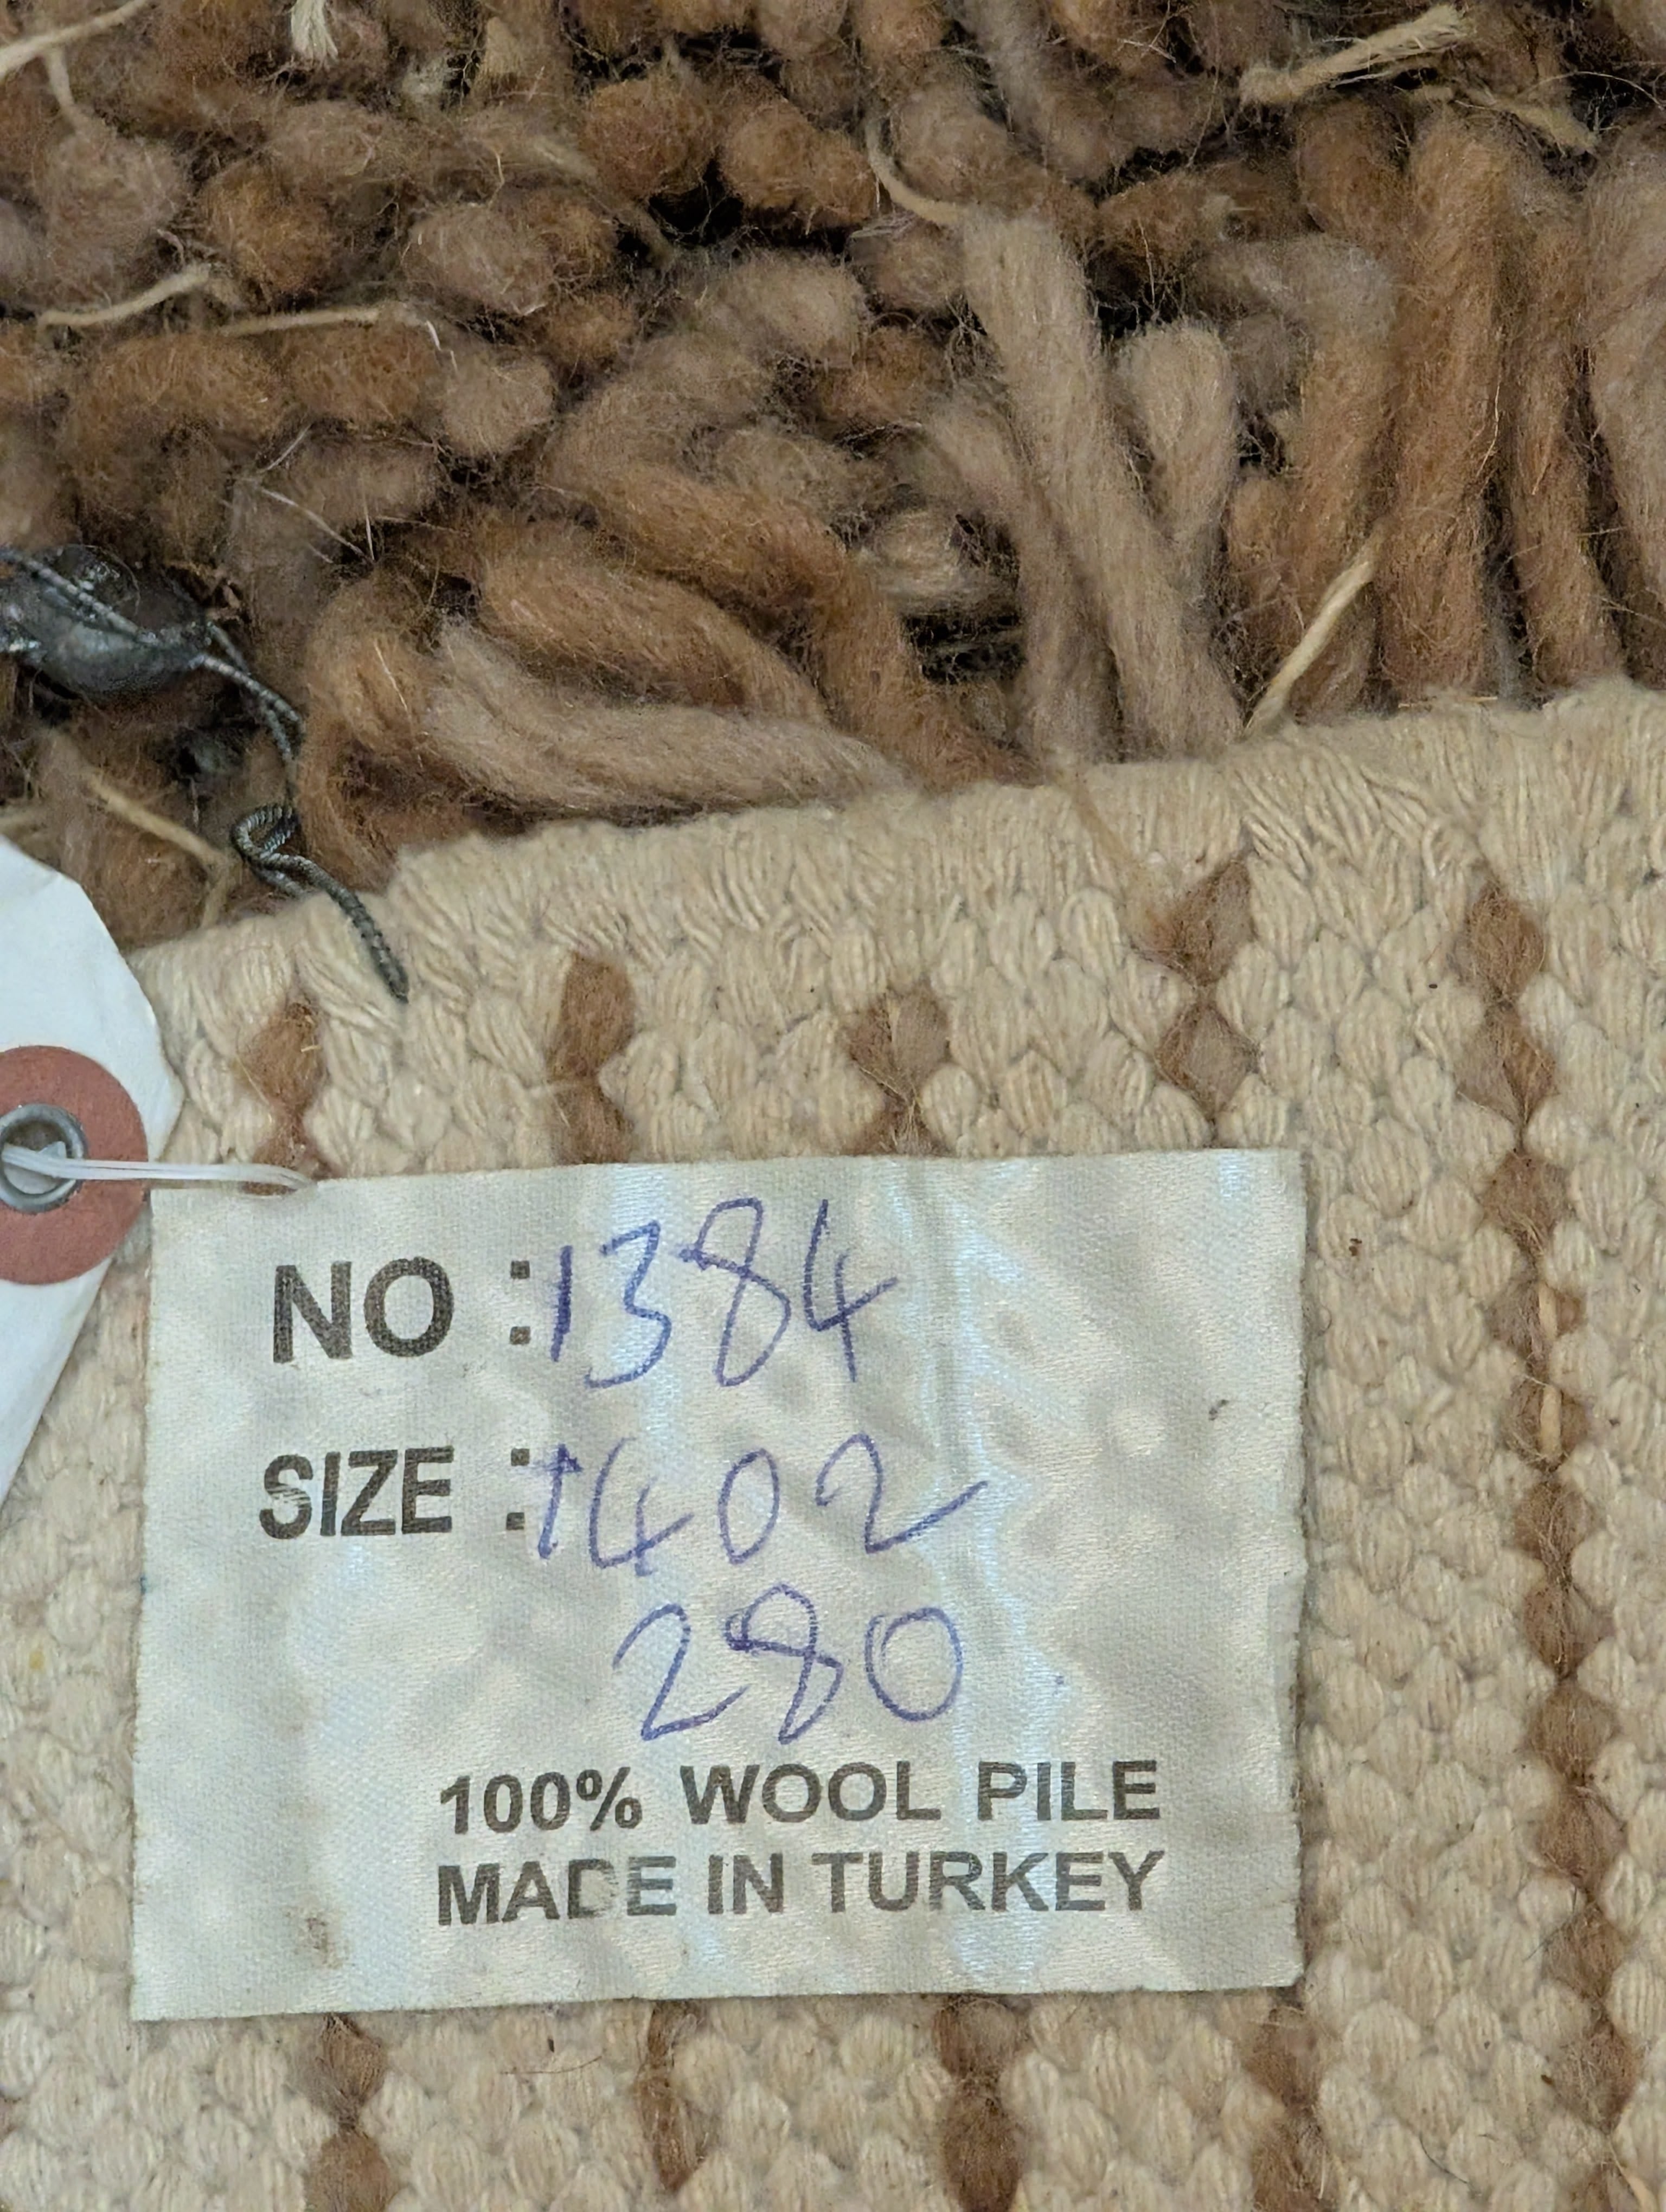 NO : 1384
SIZE : 1402
280
100% WOOL PILE
MADE IN TURKEY